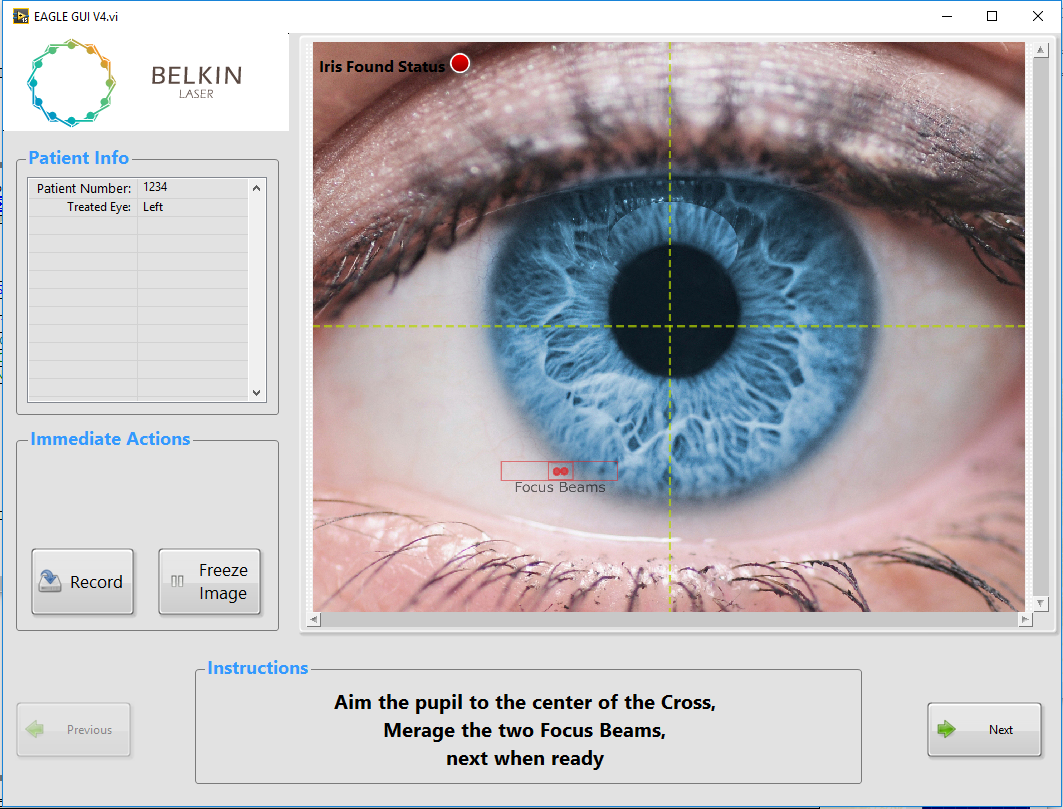 EAGLE GUI V4.vi
BELKIN
LASER
Iris Found Status
Patient Info
Patient Number: 1234
Treated Eye: Left
Immediate Actions
Record
Freeze
Image
Focus Beams
Instructions
Aim the pupil to the center of the Cross,
Merage the two Focus Beams,
next when ready
Previous
Next